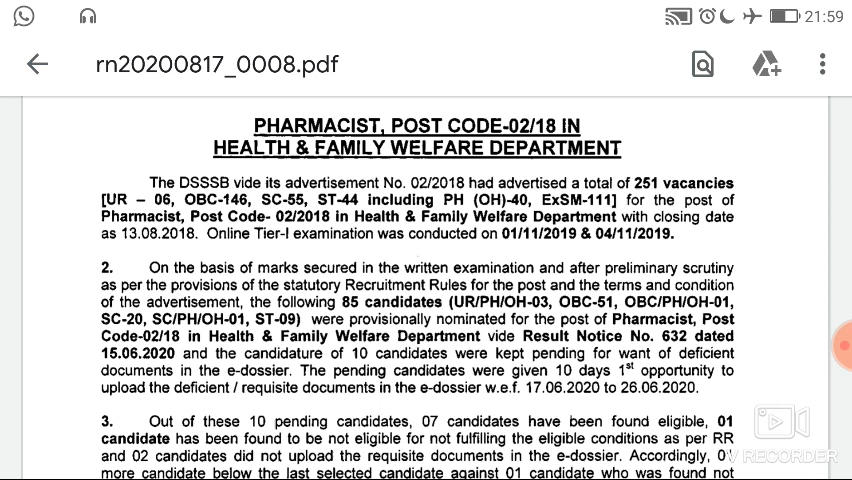 21:59
rn20200817_0008.pdf
PHARMACIST, POST CODE-02/18 IN
HEALTH & FAMILY WELFARE DEPARTMENT
The DSSSB vide its advertisement No. 02/2018 had advertised a total of 251 vacancies
[UR – 06, OBC-146, SC-55, ST-44 including PH (OH)-40, ExSM-111] for the post of
Pharmacist, Post Code- 02/2018 in Health & Family Welfare Department with closing date
as 13.08.2018. Online Tier-I examination was conducted on 01/11/2019 & 04/11/2019.
2. On the basis of marks secured in the written examination and after preliminary scrutiny
as per the provisions of the statutory Recruitment Rules for the post and the terms and condition
of the advertisement, the following 85 candidates (UR/PH/OH-03, OBC-51, OBC/PH/OH-01,
SC-20, SC/PH/OH-01, ST-09) were provisionally nominated for the post of Pharmacist, Post
Code-02/18 in Health & Family Welfare Department vide Result Notice No. 632 dated
15.06.2020 and the candidature of 10 candidates were kept pending for want of deficient
documents in the e-dossier. The pending candidates were given 10 days 1st opportunity to
upload the deficient / requisite documents in the e-dossier w.e.f. 17.06.2020 to 26.06.2020.
3. Out of these 10 pending candidates, 07 candidates have been found eligible, 01
candidate has been found to be not eligible for not fulfilling the eligible conditions as per RR
and 02 candidates did not upload the requisite documents in the e-dossier. Accordingly, 01
more candidate below the last selected candidate against 01 candidate who was found not
V RECORDER